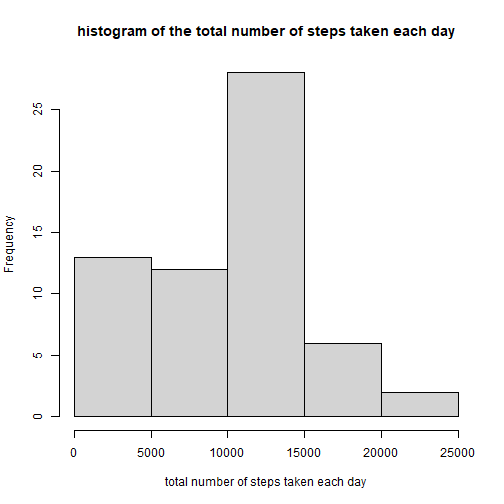 histogram of the total number of steps taken each day
Frequency
25
20
15
10
5
0
0 5000 10000 15000 20000 25000
total number of steps taken each day